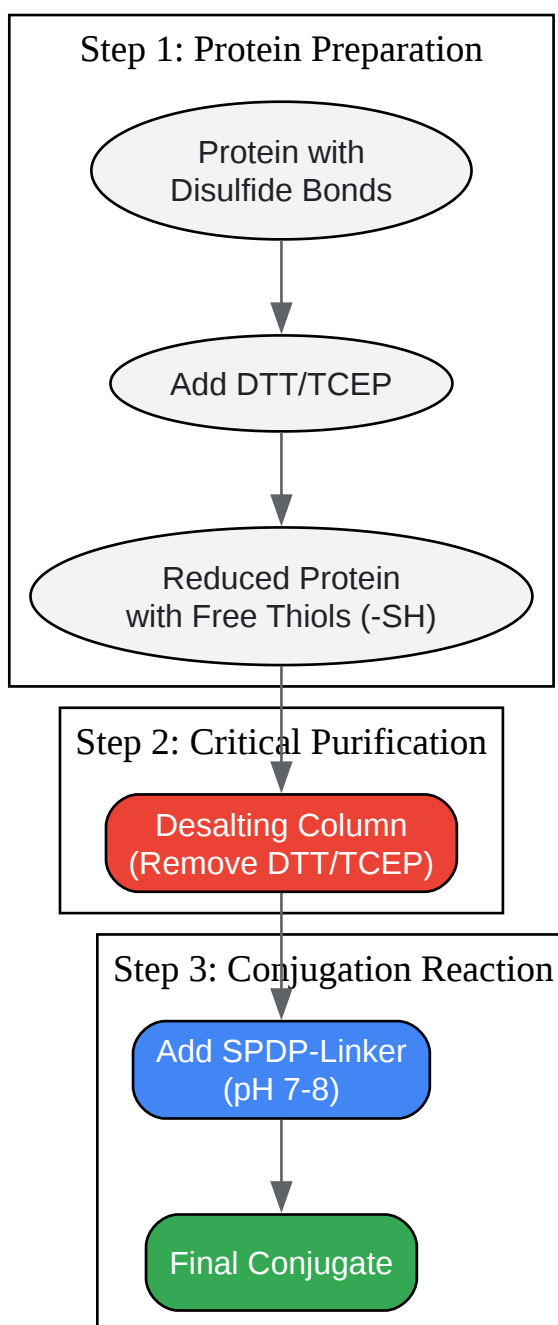 Step 1: Protein Preparation
Protein with
Disulfide Bonds
Add DTT/TCEP
Reduced Protein
with Free Thiols (-SH)
Step 2: Critical Purification
Desalting Column
(Remove DTT/TCEP)
Step 3: Conjugation Reaction
Add SPDP-Linker
(pH 7-8)
Final Conjugate